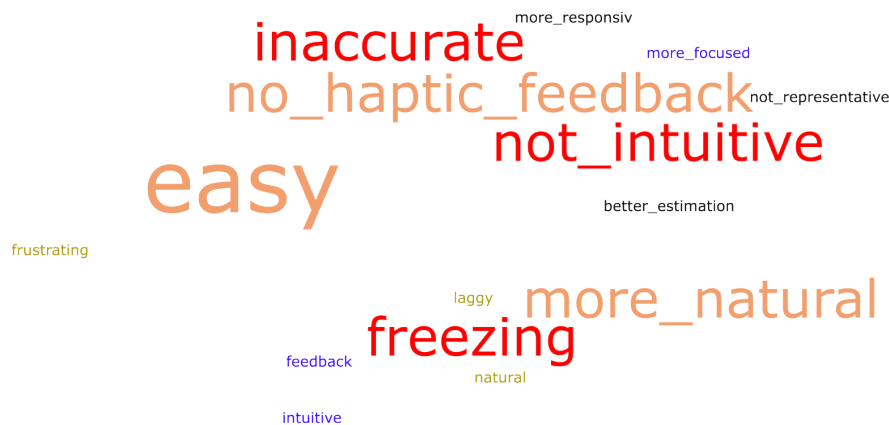 more_responsiv
inaccurate
more_focused
no_haptic_feedback
not_representative
not_intuitive
easy
better_estimation
frustrating
laggy
more_natural
freezing
feedback
natural
intuitive